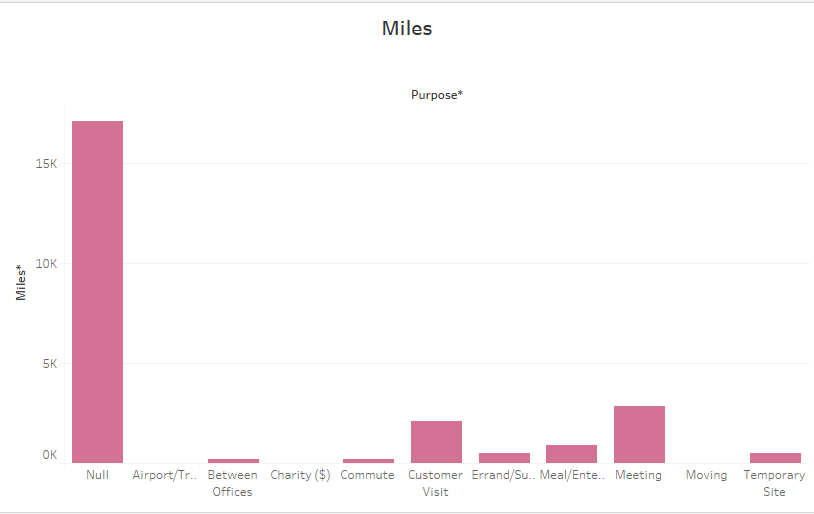 Miles
Purpose*
15K
10K
5K
0K
Miles*
Null
Airport/Tr..
Between
Offices
Charity ($)
Commute
Customer
Visit
Errand/Su..
Meal/Ente..
Meeting
Moving
Temporary
Site